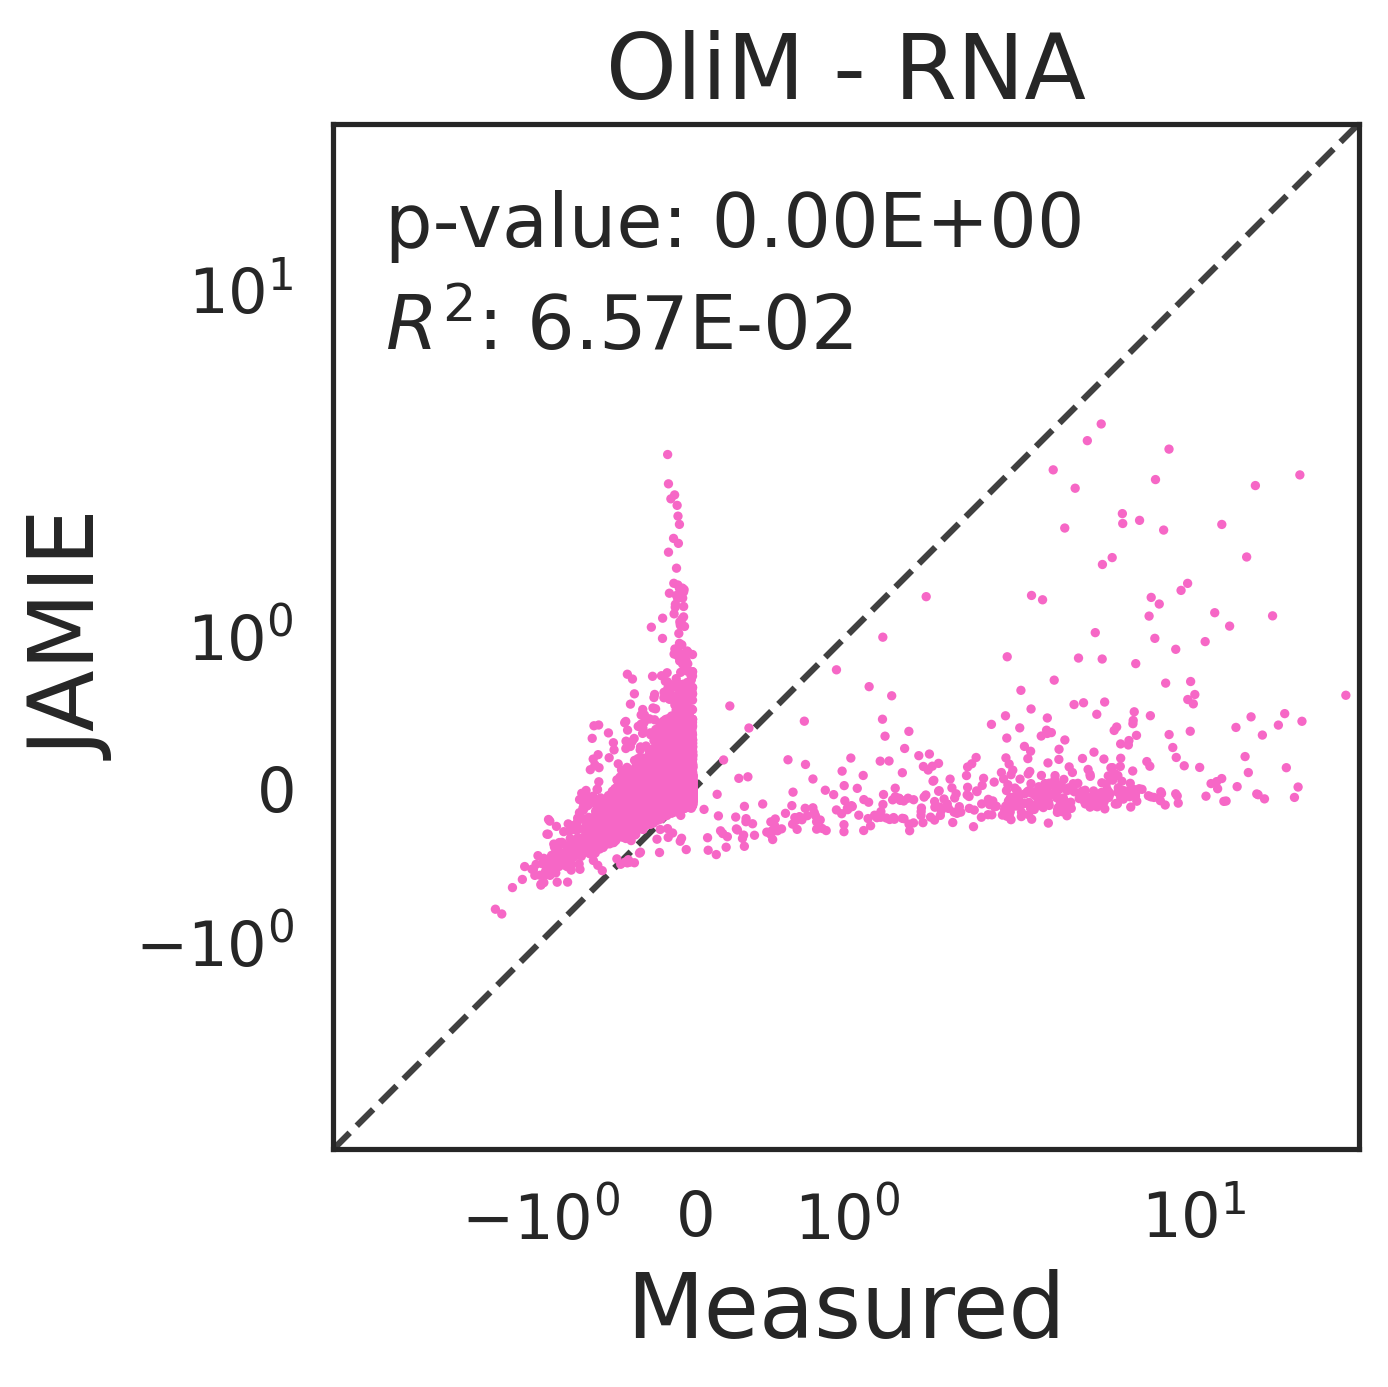 OliM - RNA
p-value: 0.00E+00
R²: 6.57E-02
JAMIE
10¹
10⁰
0
−10⁰
−10⁰ 0 10⁰ 10¹
Measured